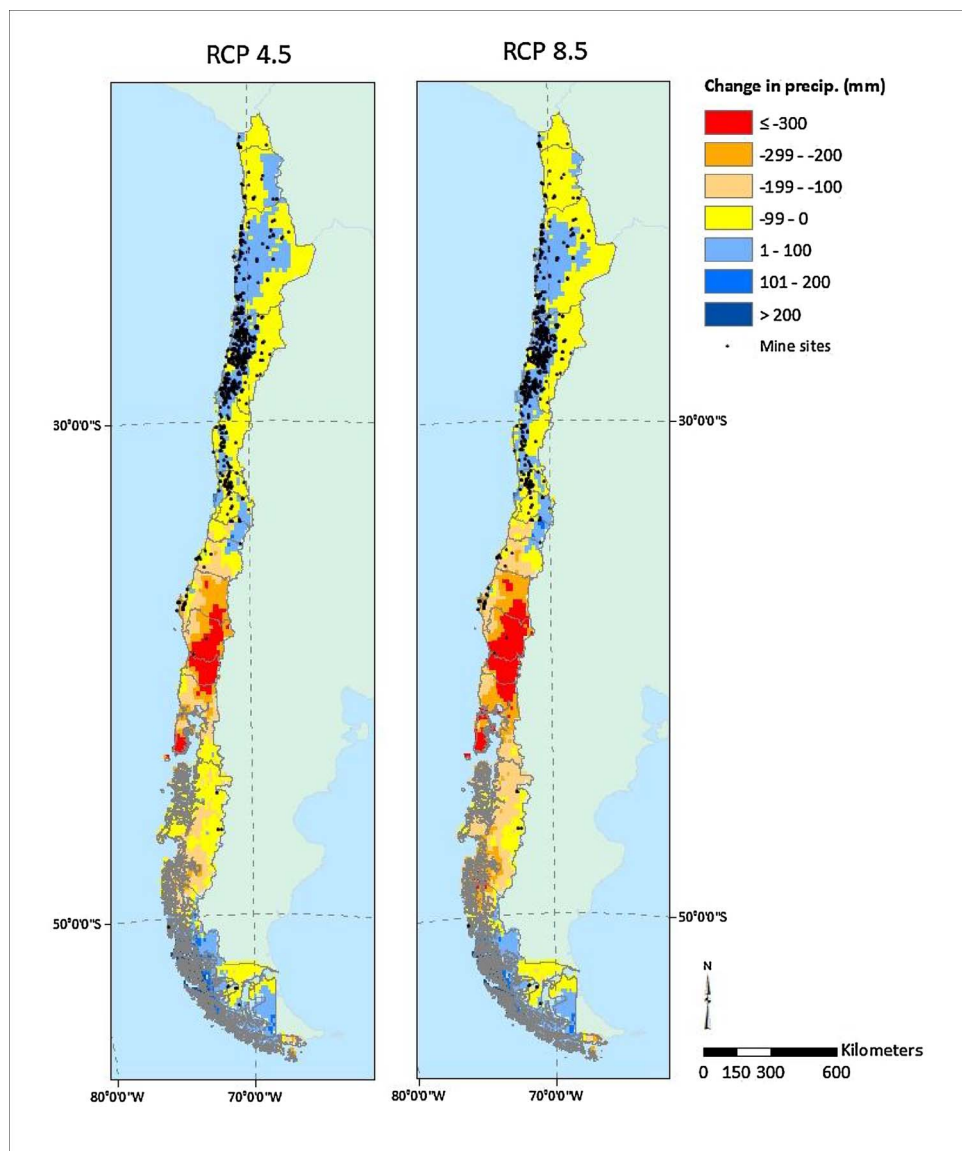 RCP 4.5
RCP 8.5
Change in precip. (mm)
≤ -300
-299 - -200
-199 - -100
-99 - 0
1 - 100
101 - 200
> 200
Mine sites
30°0'0"S
30°0'0"S
50°0'0"S
50°0'0"S
N
Kilometers
0 150 300 600
80°0'0"W
70°0'0"W
80°0'0"W
70°0'0"W